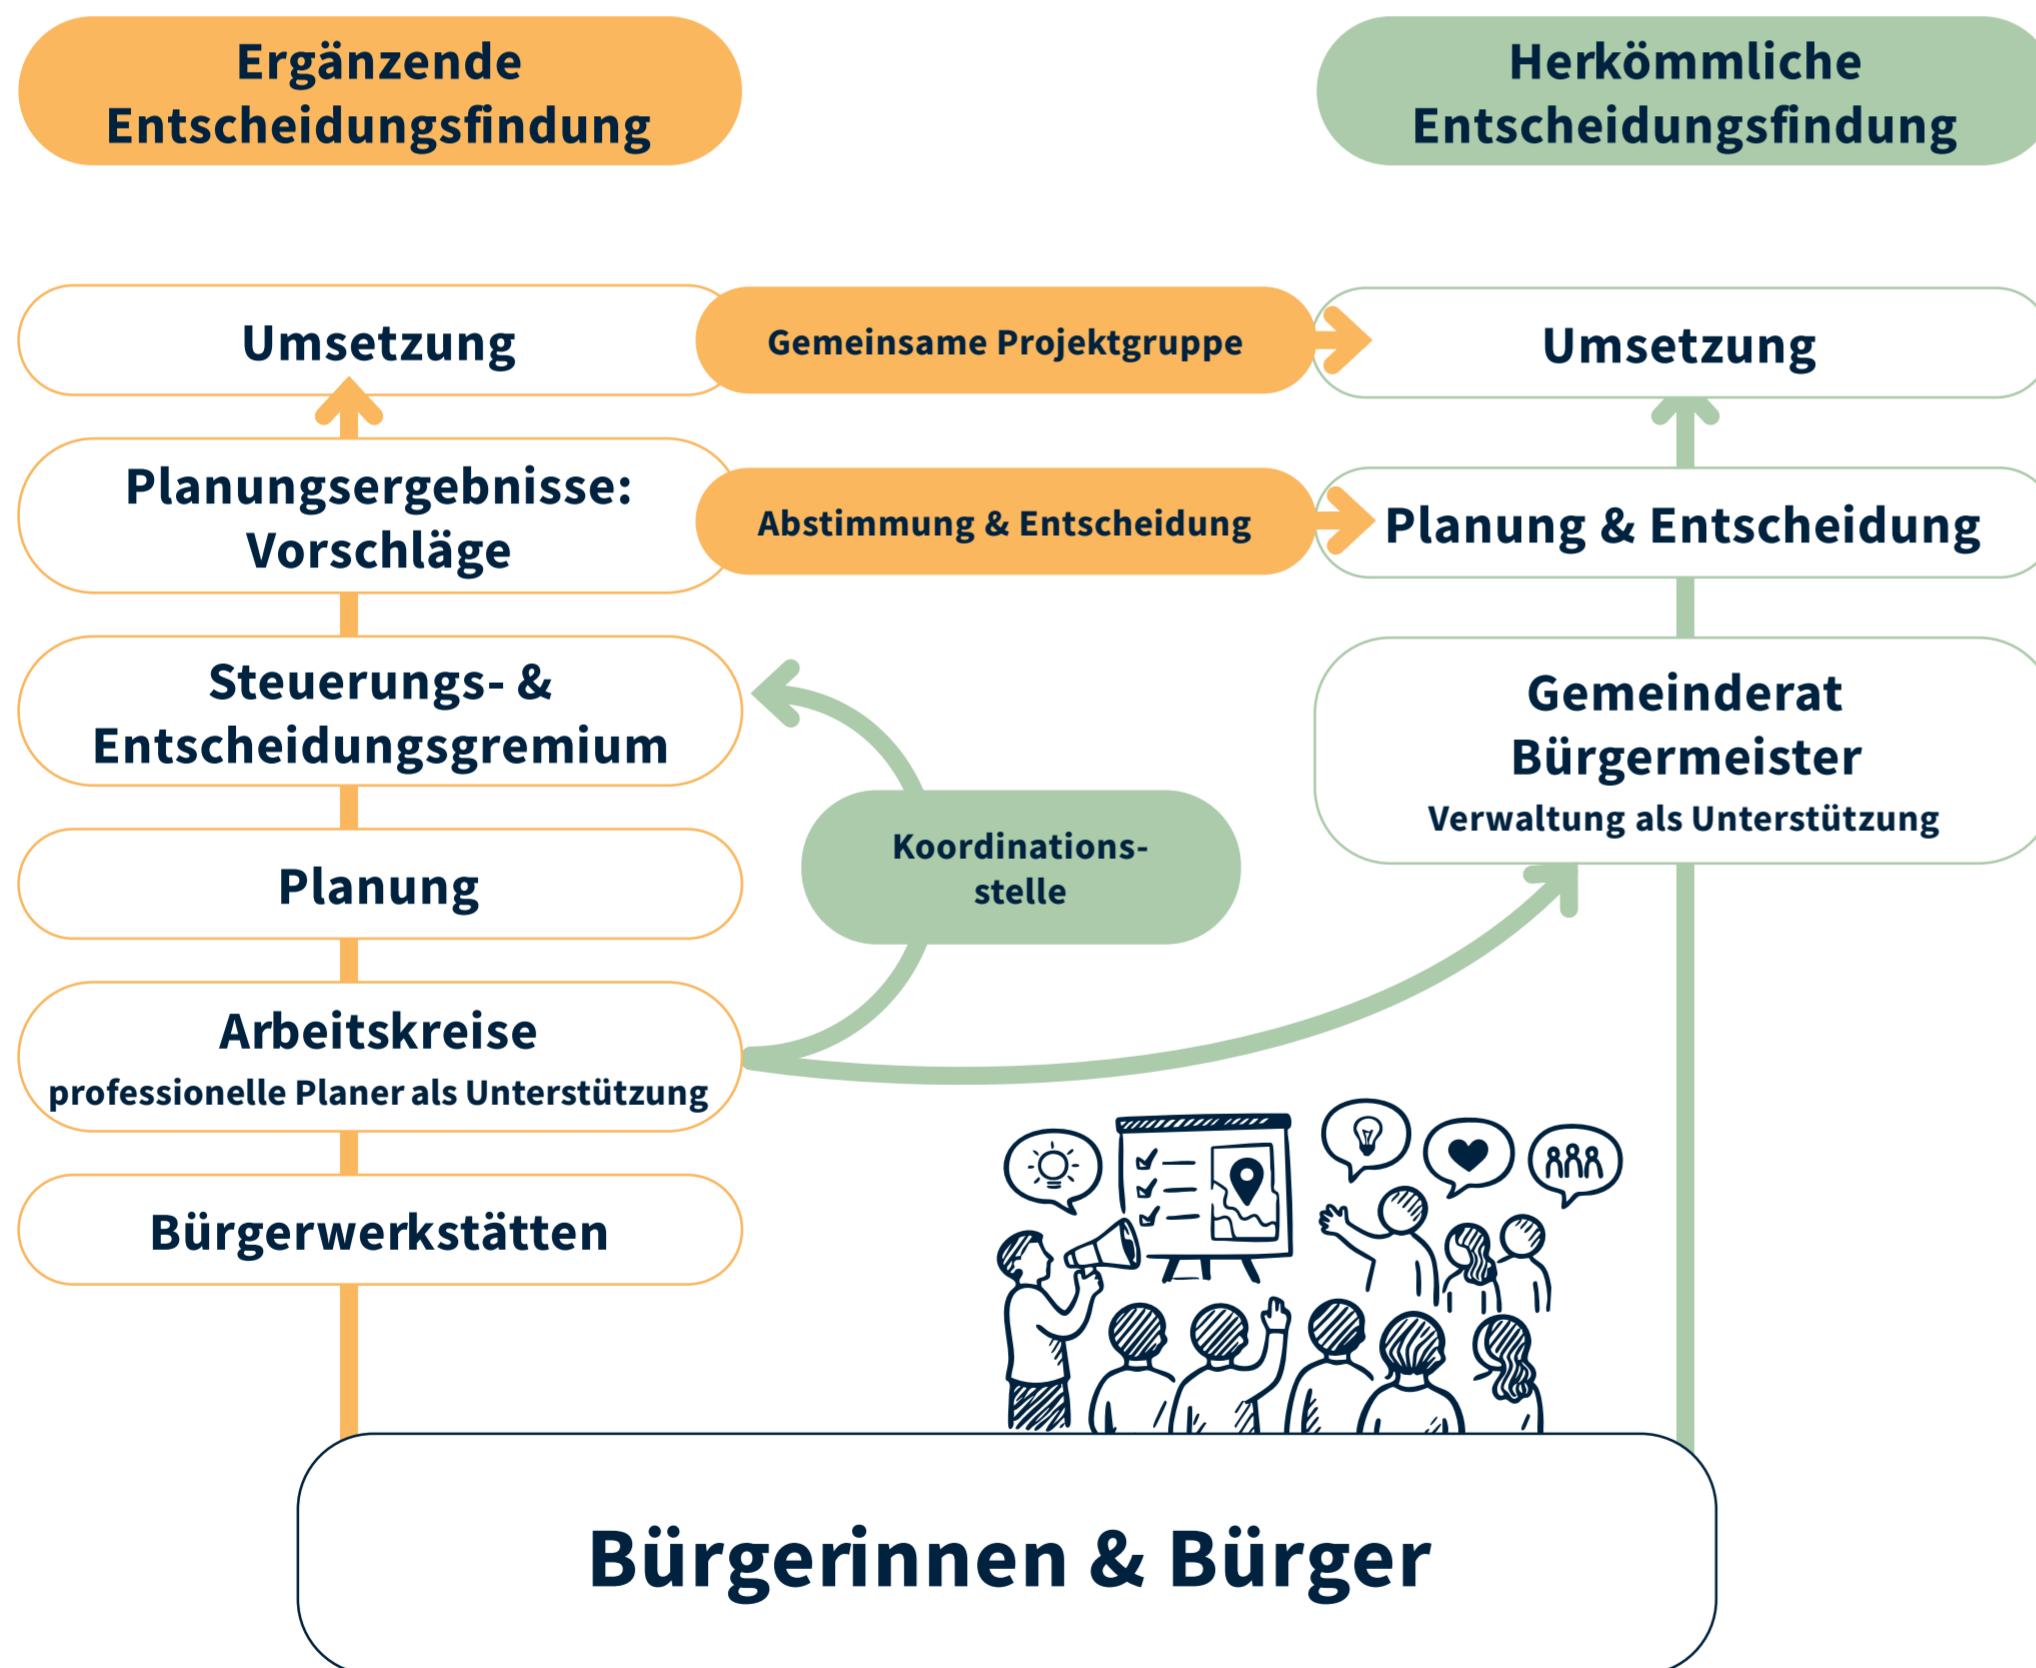 Ergänzende
Entscheidungsfindung
Herkömmliche
Entscheidungsfindung
Umsetzung
Gemeinsame Projektgruppe
Umsetzung
Planungsergebnisse:
Vorschläge
Abstimmung & Entscheidung
Planung & Entscheidung
Steuerungs- &
Entscheidungsgremium
Gemeinderat
Bürgermeister
Verwaltung als Unterstützung
Koordinations-
stelle
Planung
Arbeitskreise
professionelle Planer als Unterstützung
Bürgerwerkstätten
Bürgerinnen & Bürger